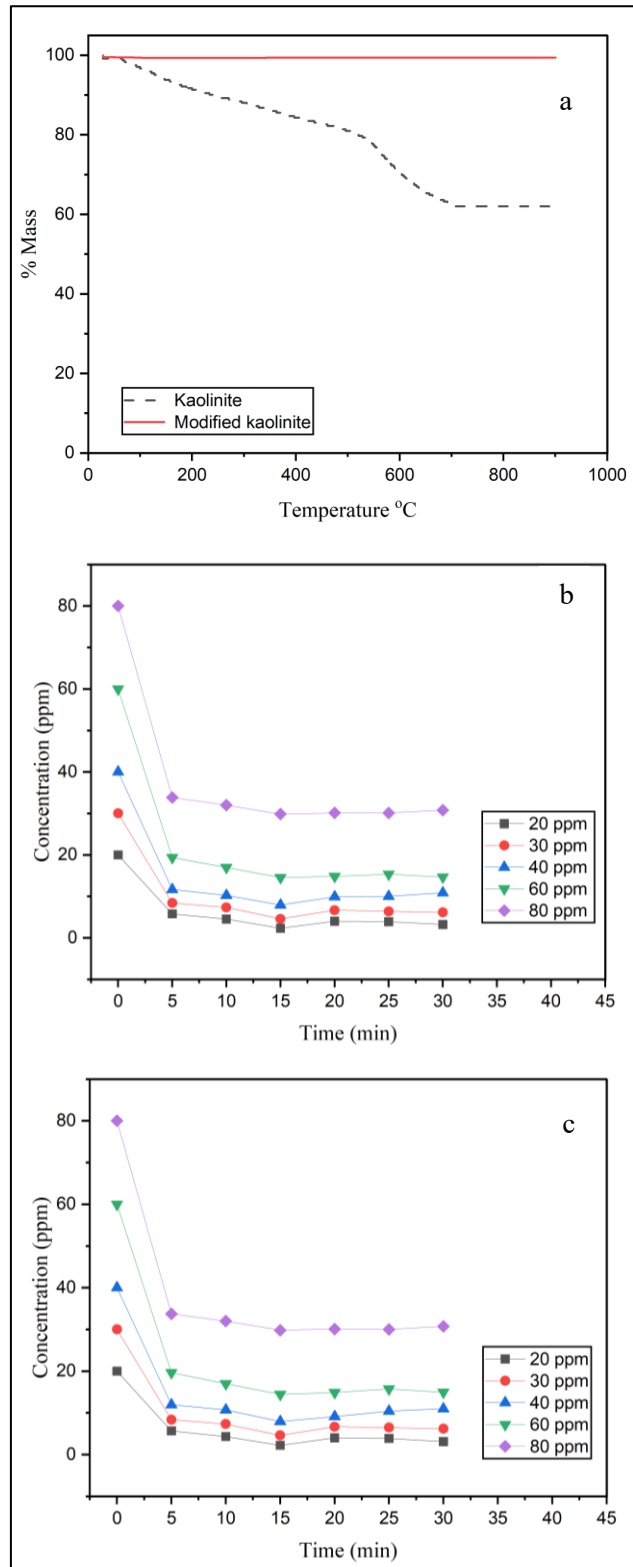 100
a
80
60
% Mass
40
20
Kaolinite
Modified kaolinite
0
0 200 400 600 800 1000
Temperature ºC
b
80
60
Concentration (ppm)
40
20 ppm
30 ppm
20
40 ppm
60 ppm
80 ppm
0
0 5 10 15 20 25 30 35 40 45
Time (min)
c
80
60
Concentration (ppm)
40
20 ppm
20
30 ppm
40 ppm
60 ppm
0
80 ppm
0 5 10 15 20 25 30 35 40 45
Time (min)